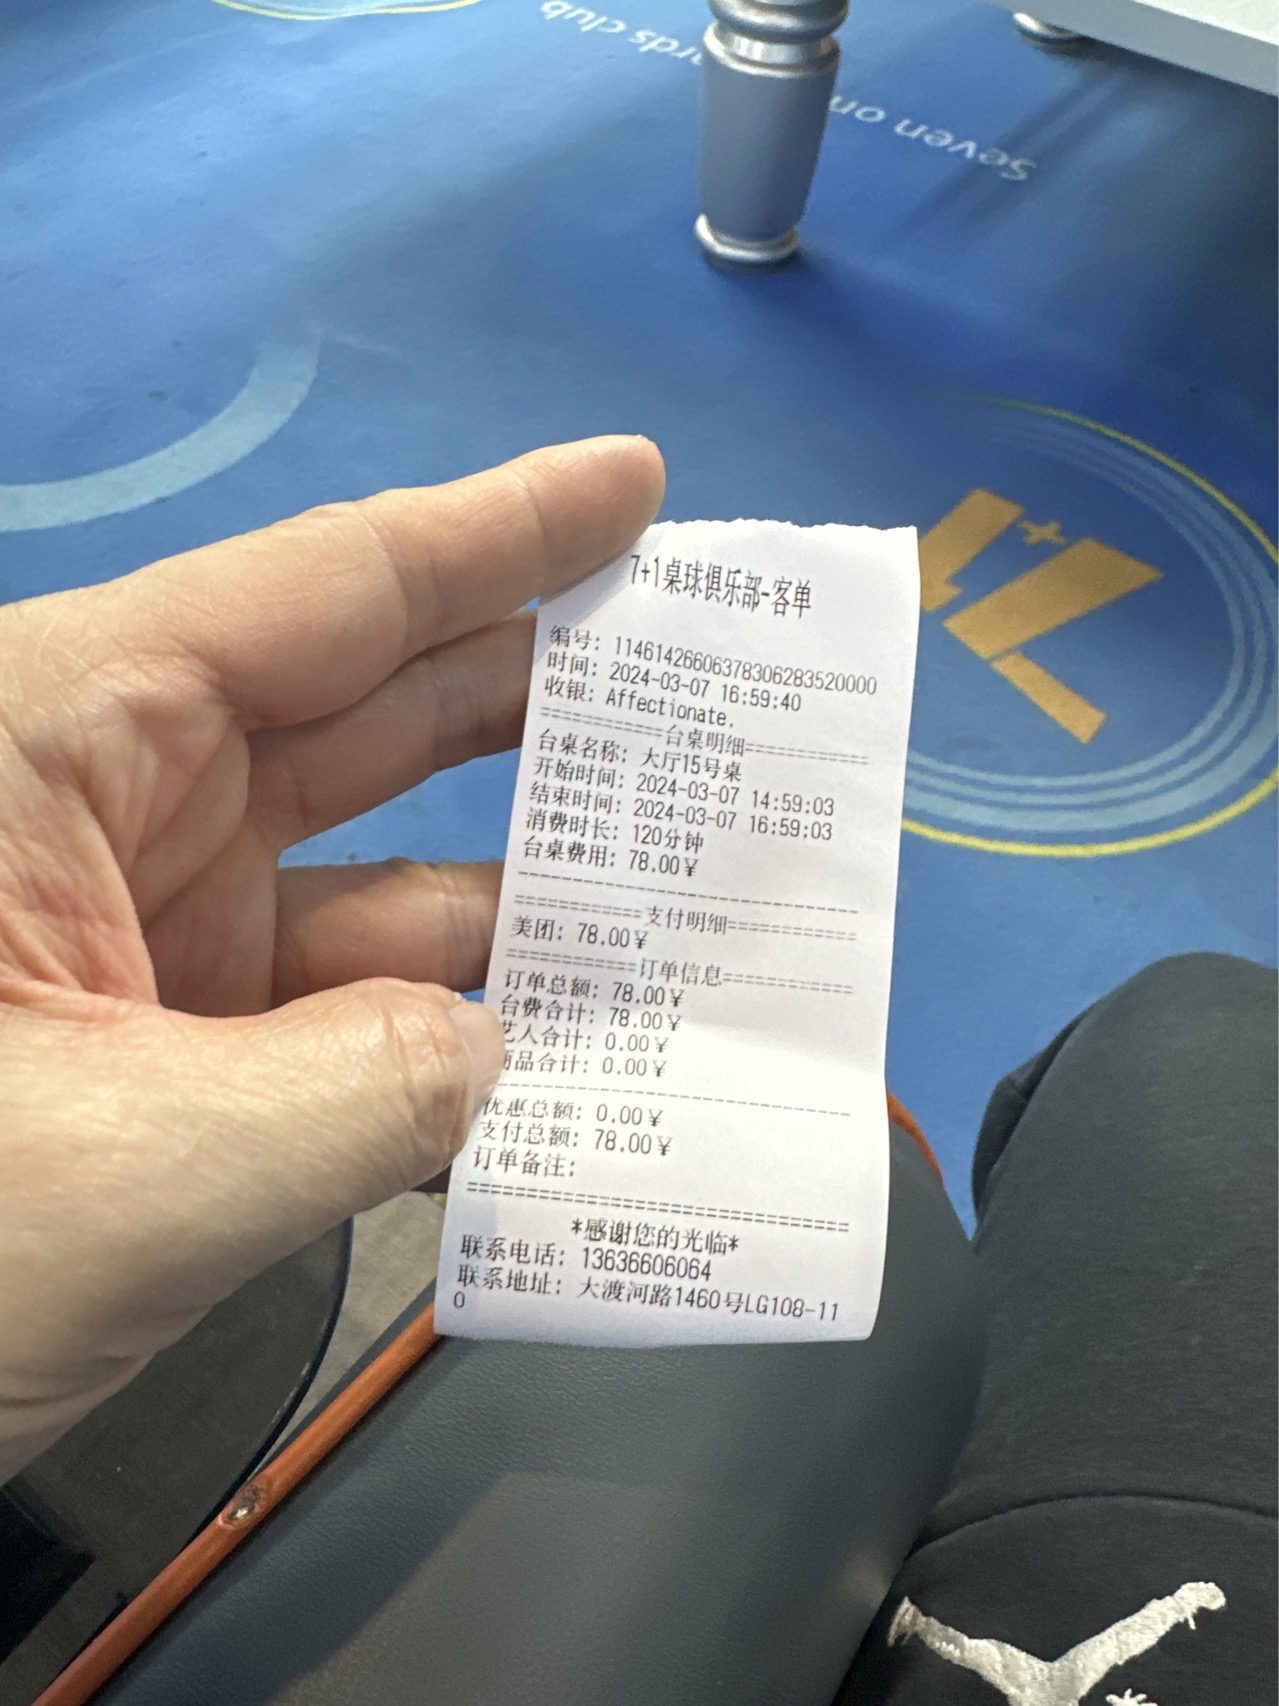 Seven on
ards club
7+1桌球俱乐部-客单
编号: 1146142660637830628352​0000
时间: 2024-03-07 16:59:40
收银: Affectionate.
==========台桌明细==========
台桌名称: 大厅15号桌
开始时间: 2024-03-07 14:59:03
结束时间: 2024-03-07 16:59:03
消费时长: 120分钟
台桌费用: 78.00¥
==========支付明细==========
美团: 78.00¥
==========订单信息==========
订单总额: 78.00¥
台费合计: 78.00¥
艺人合计: 0.00¥
商品合计: 0.00¥
优惠总额: 0.00¥
支付总额: 78.00¥
订单备注:
*感谢您的光临*
联系电话: 13636606064
联系地址: 大渡河路1460号LG108-11
0